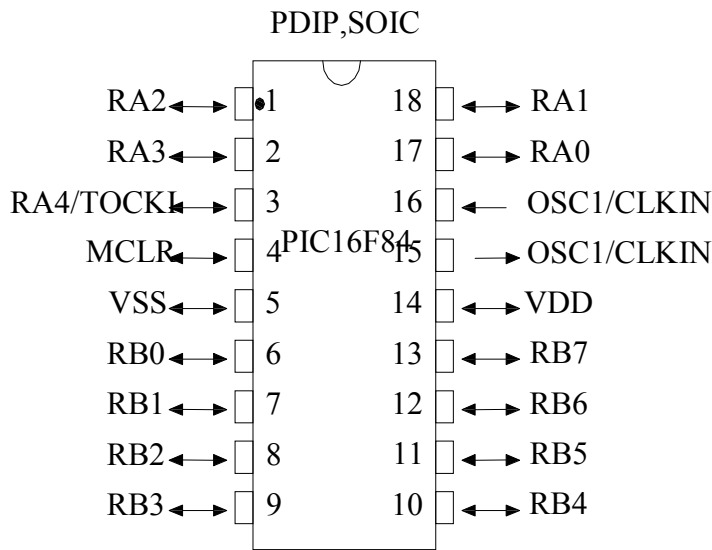 PDIP,SOIC
RA2 1 18 RA1
RA3 2 17 RA0
RA4/TOCKI 3 16 OSC1/CLKIN
MCLR 4 PIC16F84- 15 OSC1/CLKIN
VSS 5 14 VDD
RB0 6 13 RB7
RB1 7 12 RB6
RB2 8 11 RB5
RB3 9 10 RB4